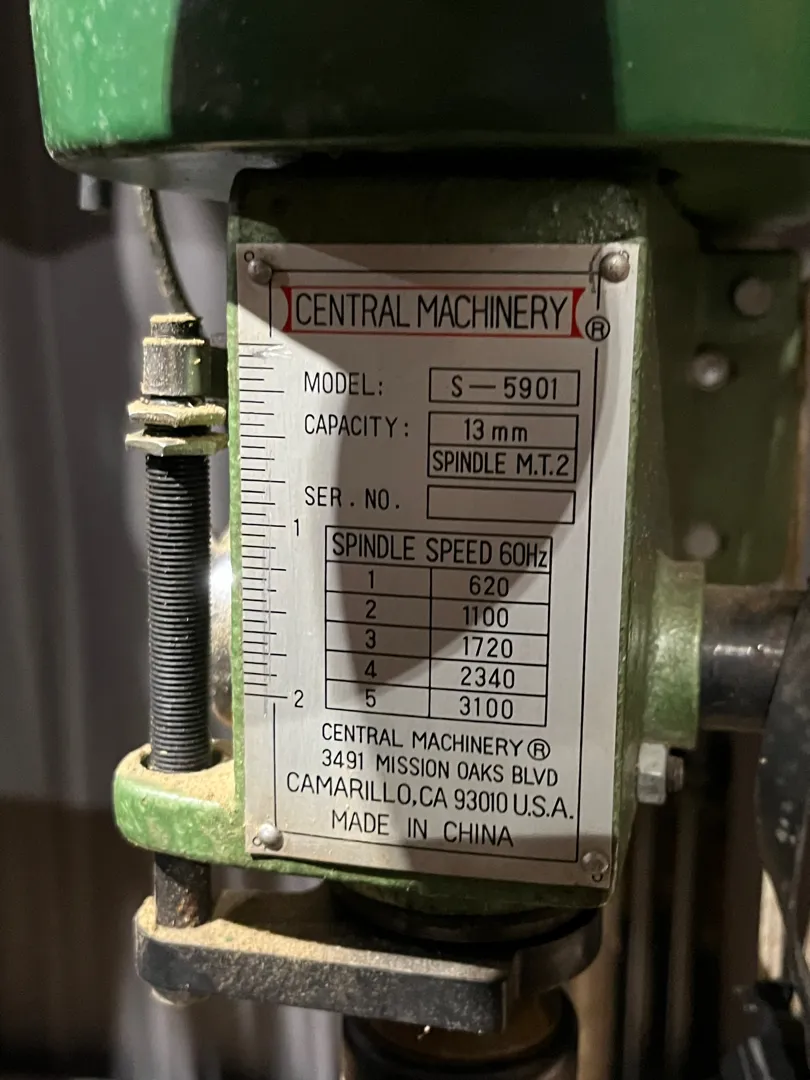 CENTRAL MACHINERY ®
MODEL: S—5901
CAPACITY: 13 mm
SPINDLE M.T.2
SER. NO.
1
SPINDLE SPEED 60Hz
1 620
2 1100
3 1720
4 2340
5 3100
2
CENTRAL MACHINERY ®
3491 MISSION OAKS BLVD
CAMARILLO, CA 93010 U.S.A.
MADE IN CHINA